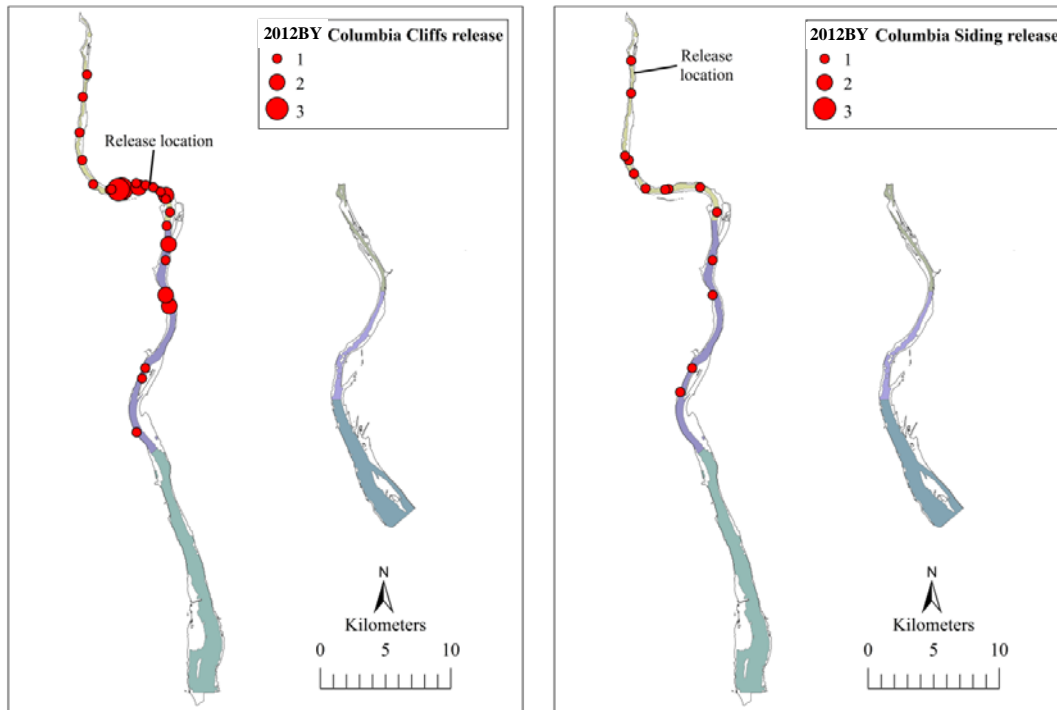 2012BY Columbia Cliffs release
1
2
3
Release location
N
Kilometers
0 5 10
2012BY Columbia Siding release
1
2
3
Release
location
N
Kilometers
0 5 10